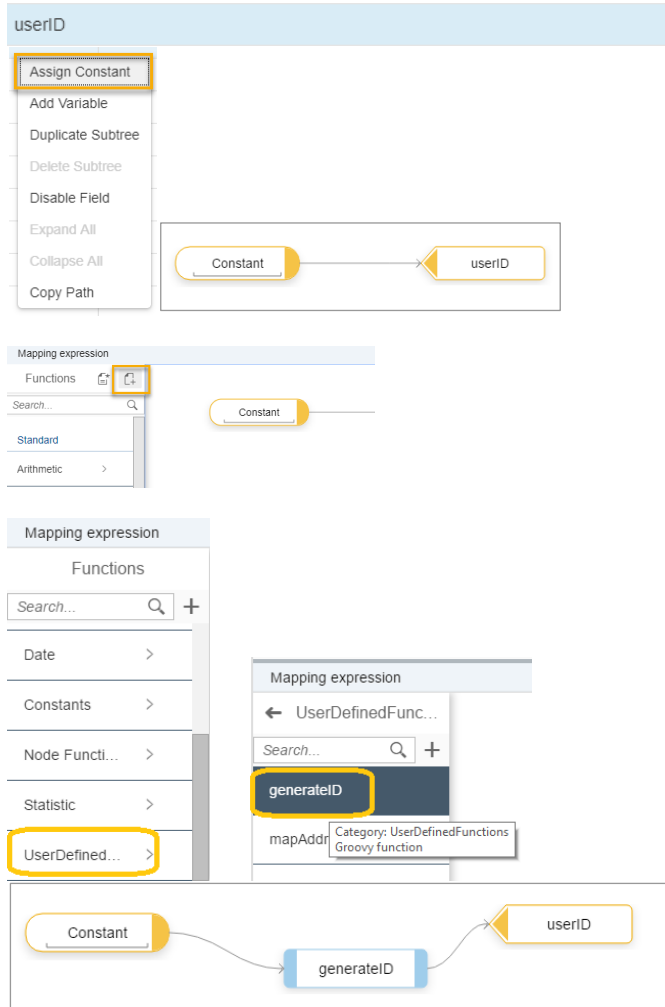 userID
Assign Constant
Add Variable
Duplicate Subtree
Delete Subtree
Disable Field
Expand All
Collapse All
Copy Path
Constant
userID
Mapping expression
Functions
Search...
Standard
Arithmetic
Constant
Mapping expression
Functions
Search...
Date
Constants
Node Functi...
Statistic
UserDefined...
Mapping expression
UserDefinedFunc...
Search...
generateID
mapAddr
Category: UserDefinedFunctions
Groovy function
Constant
generateID
userID